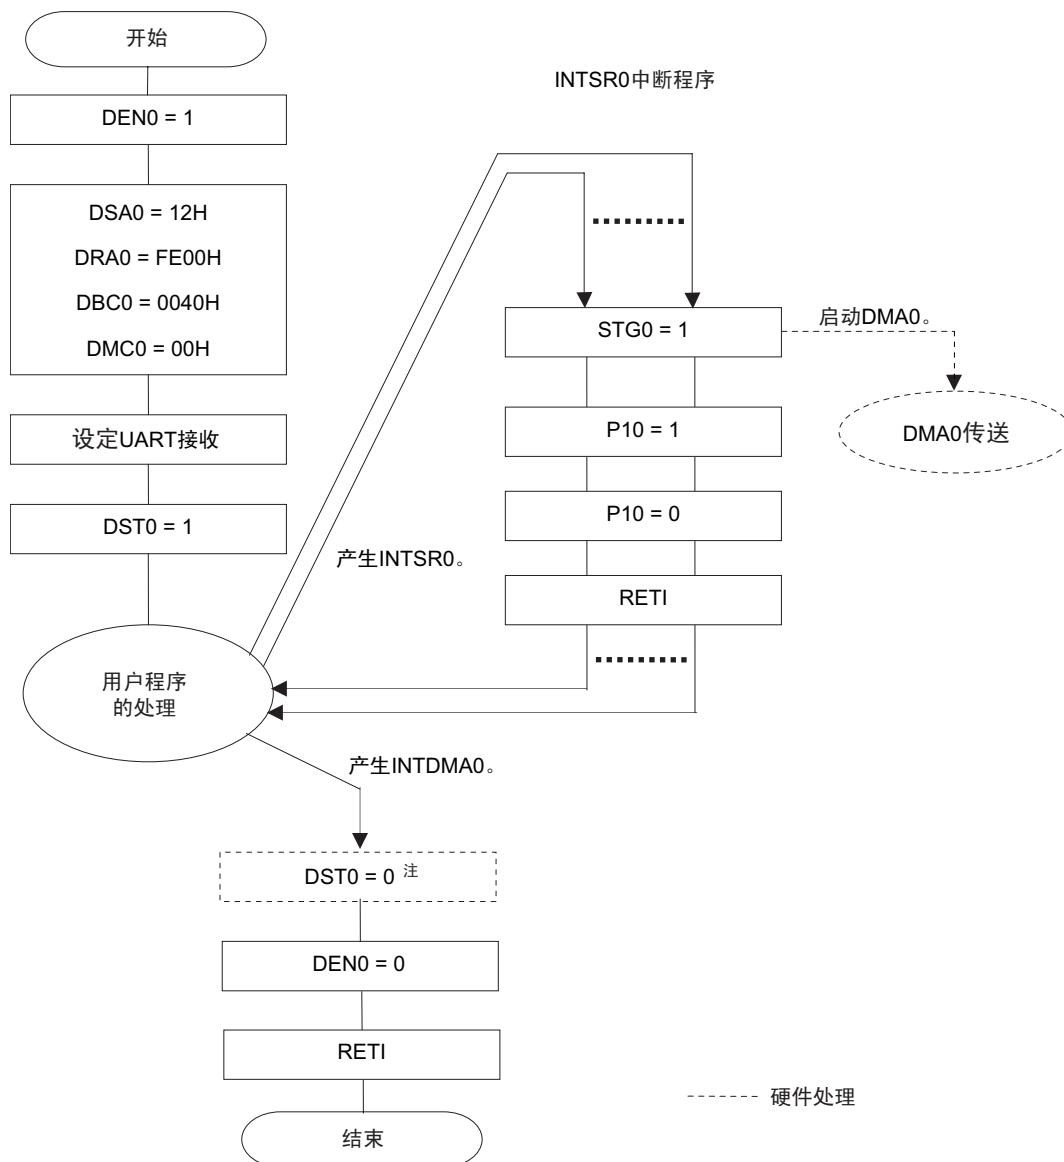 开始
DEN0 = 1
DSA0 = 12H
DRA0 = FE00H
DBC0 = 0040H
DMC0 = 00H
设定UART接收
DST0 = 1
用户程序
的处理
产生INTSR0。
INTSR0中断程序
STG0 = 1
启动DMA0。
DMA0传送
P10 = 1
P10 = 0
RETI
产生INTDMA0。
DST0 = 0 注
DEN0 = 0
RETI
结束
硬件处理